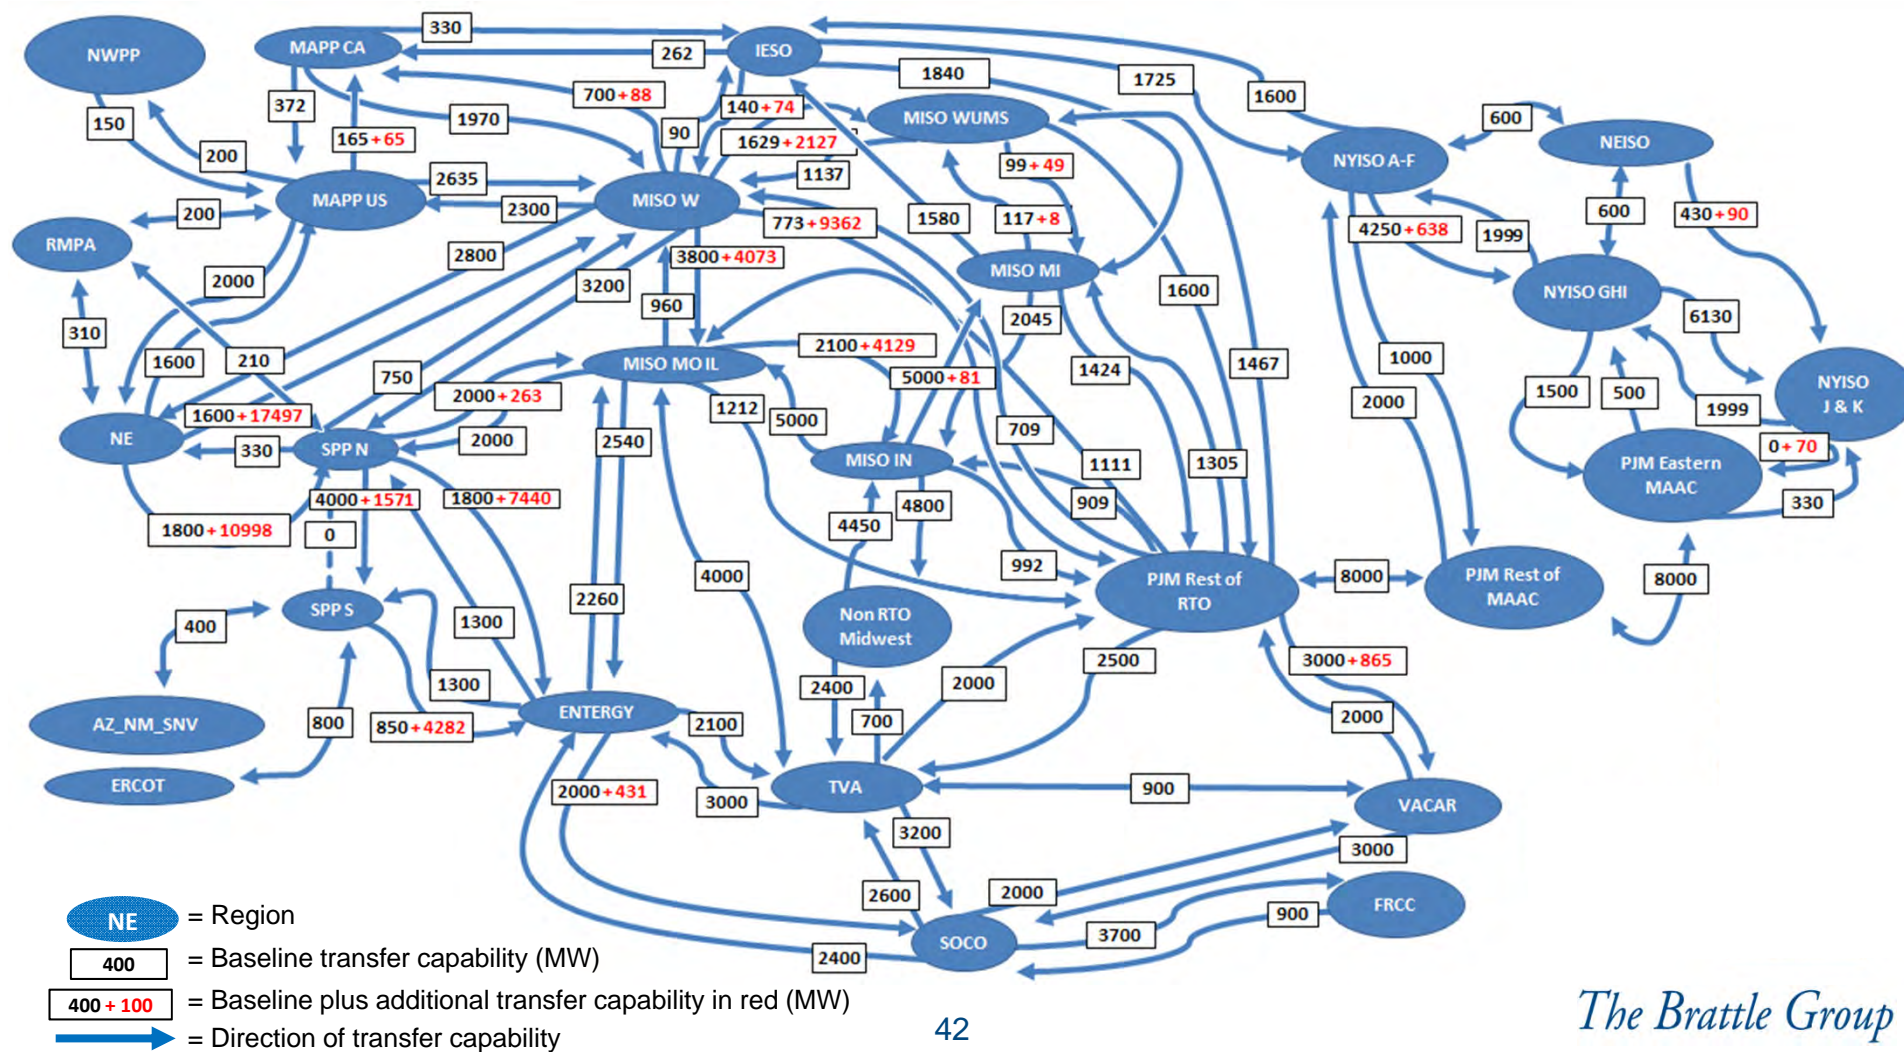 330
NWPP
MAPP CA
262
IESO
1840
1725
1600
700+88
140+74
372
1970
150
90
MISO WUMS
600
NEISO
165+65
1629+2127
200
99+49
NYISO A-F
2635
1137
MAPP US
MISO W
2300
200
773+9362
1580
117+8
600
430+90
4250+638
1999
RMPA
2800
3800+4073
MISO MI
2000
3200
1600
NYISO GHI
960
2045
6130
310
1600
210
2100+4129
MISO MO IL
1467
1000
750
5000+81
1424
1500
500
NYISO
J & K
2000+263
1212
2000
1999
1600+17497
5000
709
NE
330
SPP N
2000
2540
0+70
MISO IN
1111
1305
PJM Eastern
MAAC
4000+1571
1800+7440
909
4800
330
1800+10998
0
4450
992
4000
8000
8000
PJM Rest of
RTO
PJM Rest of
MAAC
2260
SPP S
Non RTO
Midwest
400
1300
3000+865
2500
1300
2400
2000
AZ_NM_SNV
800
850+4282
ENTERGY
2100
700
2000
ERCOT
TVA
900
2000+431
3000
VACAR
3200
3000
2600
2000
FRCC
900
SOCO
3700
2400
NE = Region
400 = Baseline transfer capability (MW)
400+100 = Baseline plus additional transfer capability in red (MW)
= Direction of transfer capability
42
The Brattle Group